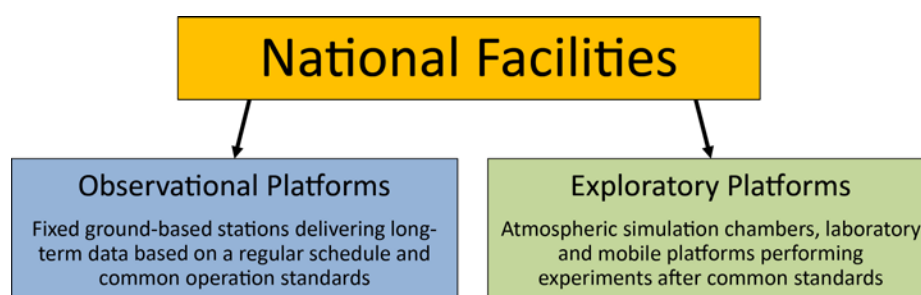 National Facilities
Observational Platforms
Fixed ground-based stations delivering long-
term data based on a regular schedule and
common operation standards
Exploratory Platforms
Atmospheric simulation chambers, laboratory
and mobile platforms performing
experiments after common standards